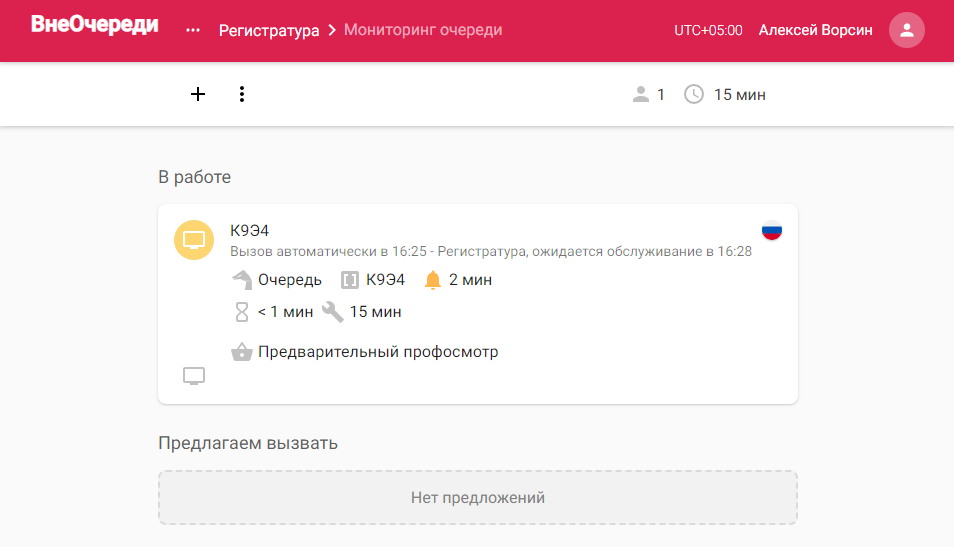 ВнеОчереди ··· Регистратура > Мониторинг очереди UTC+05:00 Алексей Ворсин
1 15 мин
В работе
К9Э4
Вызов автоматически в 16:25 - Регистратура, ожидается обслуживание в 16:28
Очередь К9Э4 2 мин
< 1 мин 15 мин
Предварительный профосмотр
Предлагаем вызвать
Нет предложений